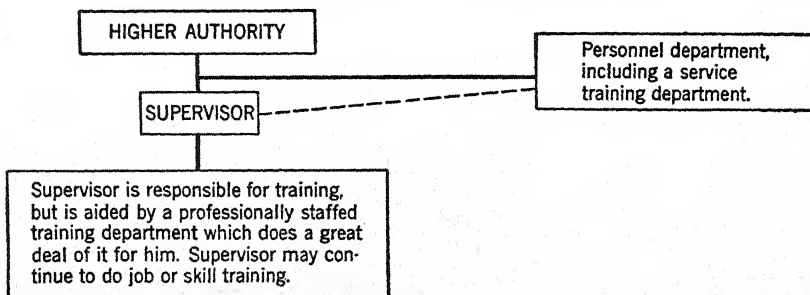 HIGHER AUTHORITY
Personnel department,
including a service
training department.
SUPERVISOR
Supervisor is responsible for training,
but is aided by a professionally staffed
training department which does a great
deal of it for him. Supervisor may con-
tinue to do job or skill training.